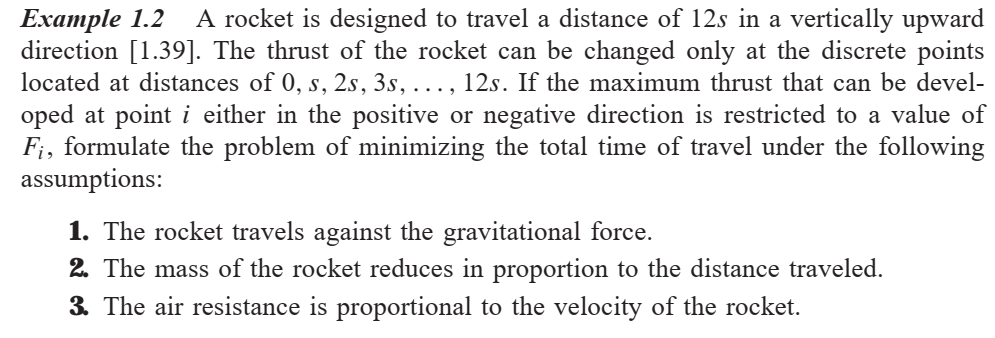 Example 1.2 A rocket is designed to travel a distance of 12s in a vertically upward
direction [1.39]. The thrust of the rocket can be changed only at the discrete points
located at distances of 0, s, 2s, 3s, . . . , 12s. If the maximum thrust that can be devel-
oped at point i either in the positive or negative direction is restricted to a value of
Fᵢ, formulate the problem of minimizing the total time of travel under the following
assumptions:
1. The rocket travels against the gravitational force.
2. The mass of the rocket reduces in proportion to the distance traveled.
3. The air resistance is proportional to the velocity of the rocket.